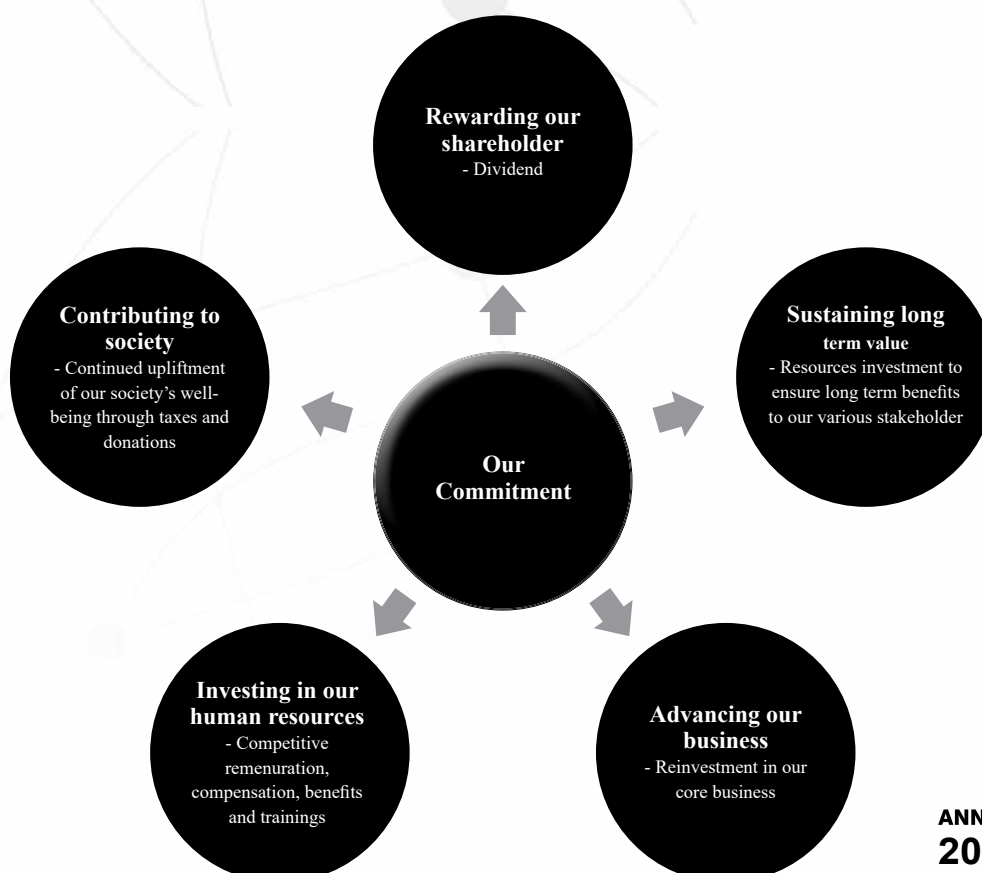 Rewarding our
shareholder
- Dividend
Contributing to
society
- Continued upliftment
of our society’s well-
being through taxes and
donations
Sustaining long
term value
- Resources investment to
ensure long term benefits
to our various stakeholder
Our
Commitment
Investing in our
human resources
- Competitive
remenuration,
compensation, benefits
and trainings
Advancing our
business
- Reinvestment in our
core business
ANN
20